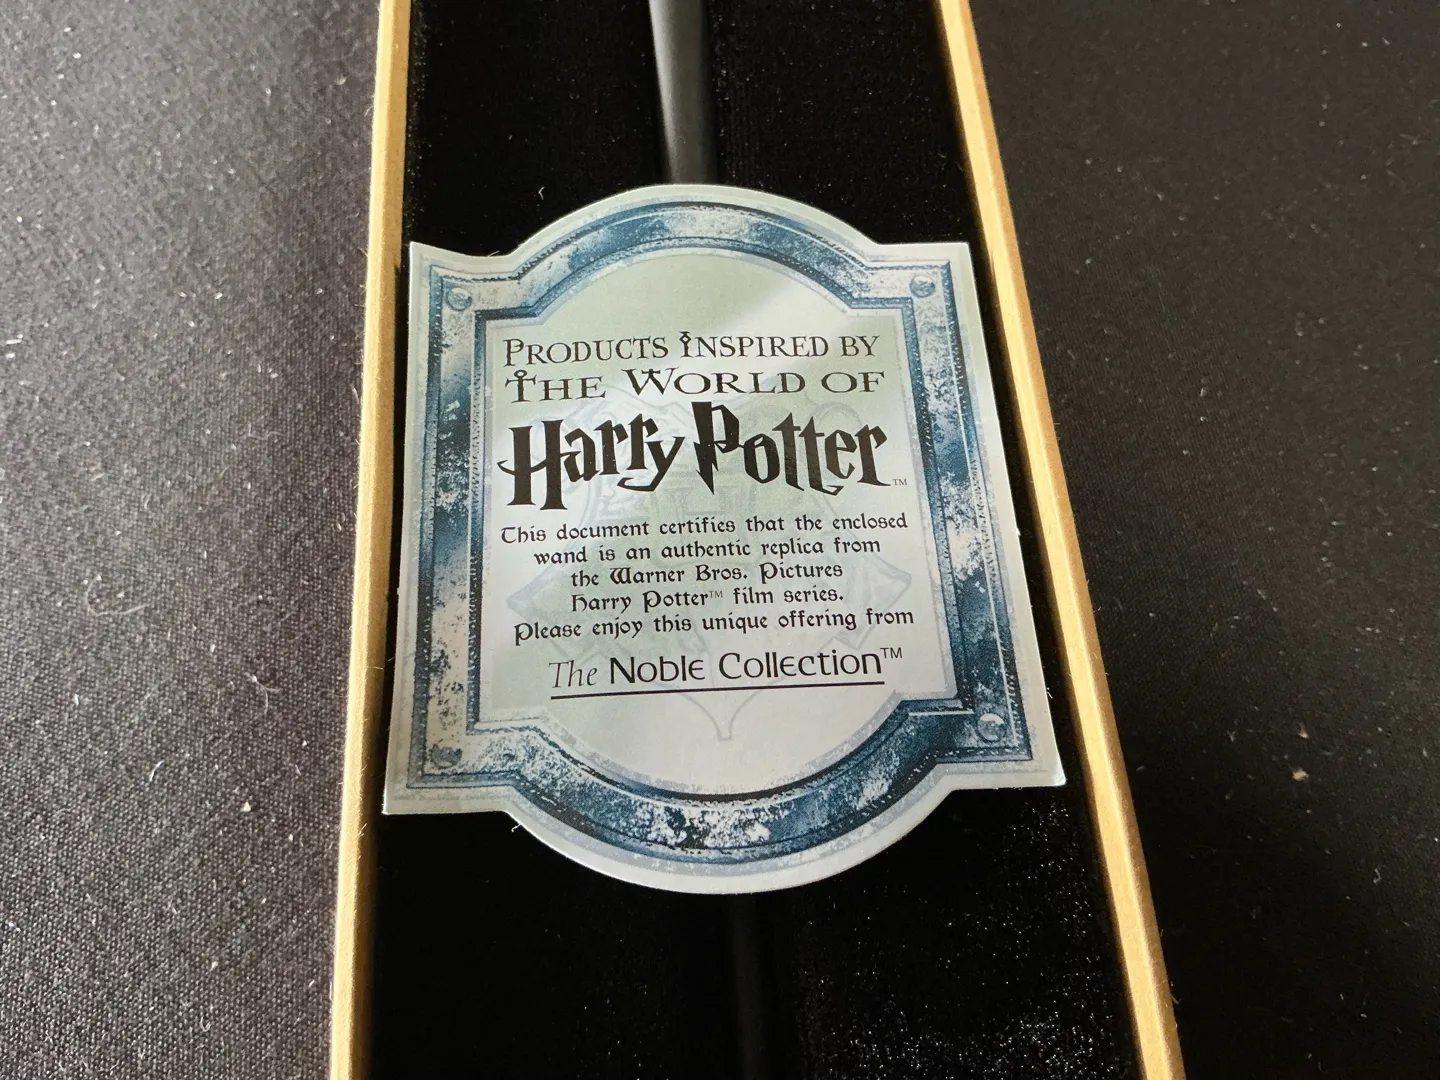 PRODUCTS INSPIRED BY
THE WORLD OF
Harry Potter™
This document certifies that the enclosed
wand is an authentic replica from
the Warner Bros. Pictures
Harry Potter™ film series.
Please enjoy this unique offering from
The Noble Collection™